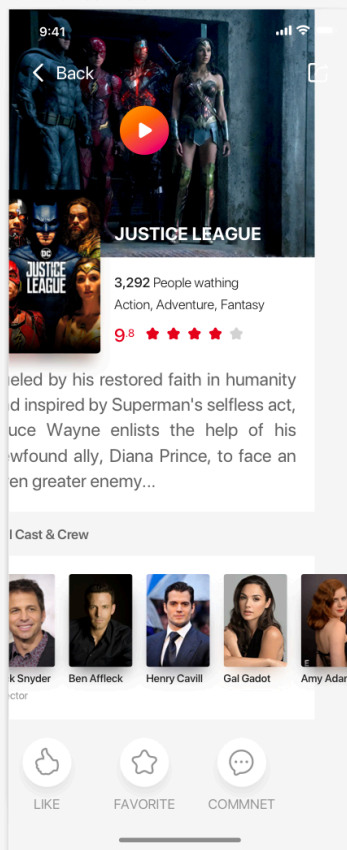 9:41
Back
JUSTICE LEAGUE
DC
JUSTICE
LEAGUE
3,292 People wathing
Action, Adventure, Fantasy
9.8
eled by his restored faith in humanity
d inspired by Superman's selfless act,
uce Wayne enlists the help of his
wfound ally, Diana Prince, to face an
en greater enemy...
l Cast & Crew
k Snyder
Ben Affleck
Henry Cavill
Gal Gadot
Amy Adar
ector
LIKE
FAVORITE
COMMNET